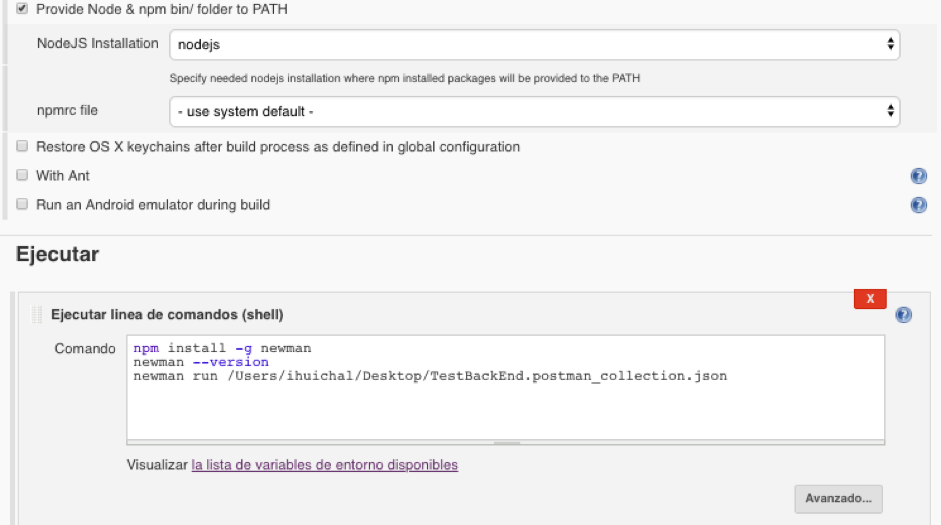 Provide Node & npm bin/ folder to PATH
NodeJS Installation nodejs
Specify needed nodejs installation where npm installed packages will be provided to the PATH
npmrc file - use system default -
Restore OS X keychains after build process as defined in global configuration
With Ant
Run an Android emulator during build
Ejecutar
X
Ejecutar linea de comandos (shell)
Comando npm install -g newman
newman --version
newman run /Users/ihuichal/Desktop/TestBackEnd.postman_collection.json
Visualizar la lista de variables de entorno disponibles
Avanzado...